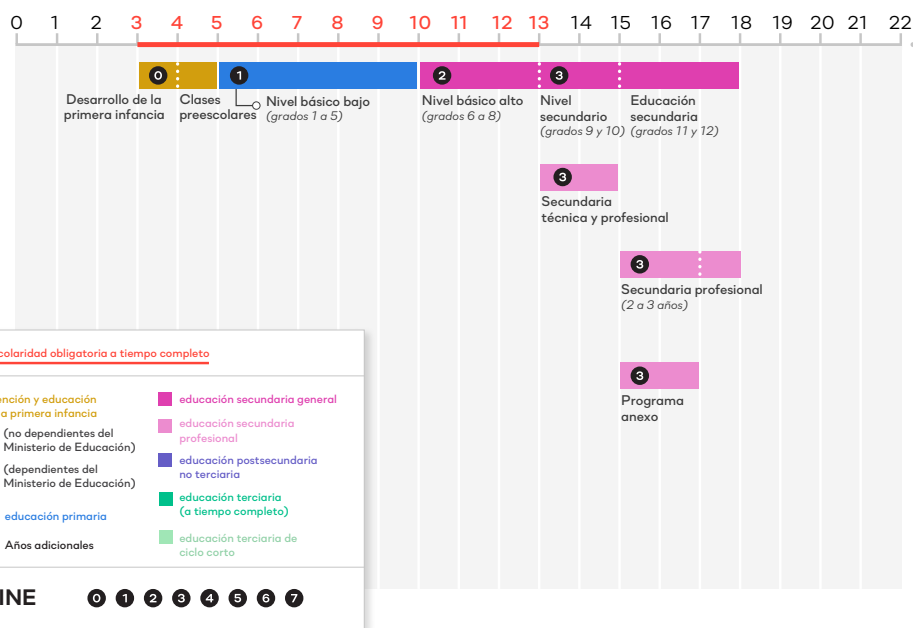 0 1 2 3 4 5 6 7 8 9 10 11 12 13 14 15 16 17 18 19 20 21 22
0 1 2 3
Desarrollo de la
primera infancia
Clases
preescolares
Nivel básico bajo
(grados 1 a 5)
Nivel básico alto
(grados 6 a 8)
Nivel
secundario
(grados 9 y 10)
Educación
secundaria
(grados 11 y 12)
3
Secundaria
técnica y profesional
3
Secundaria profesional
(2 a 3 años)
3
Programa
anexo
colaridad obligatoria a tiempo completo
ención y educación
a primera infancia
(no dependientes del
Ministerio de Educación)
(dependientes del
Ministerio de Educación)
educación primaria
Años adicionales
educación secundaria general
educación secundaria
profesional
educación postsecundaria
no terciaria
educación terciaria
(a tiempo completo)
educación terciaria de
ciclo corto
INE 0 1 2 3 4 5 6 7